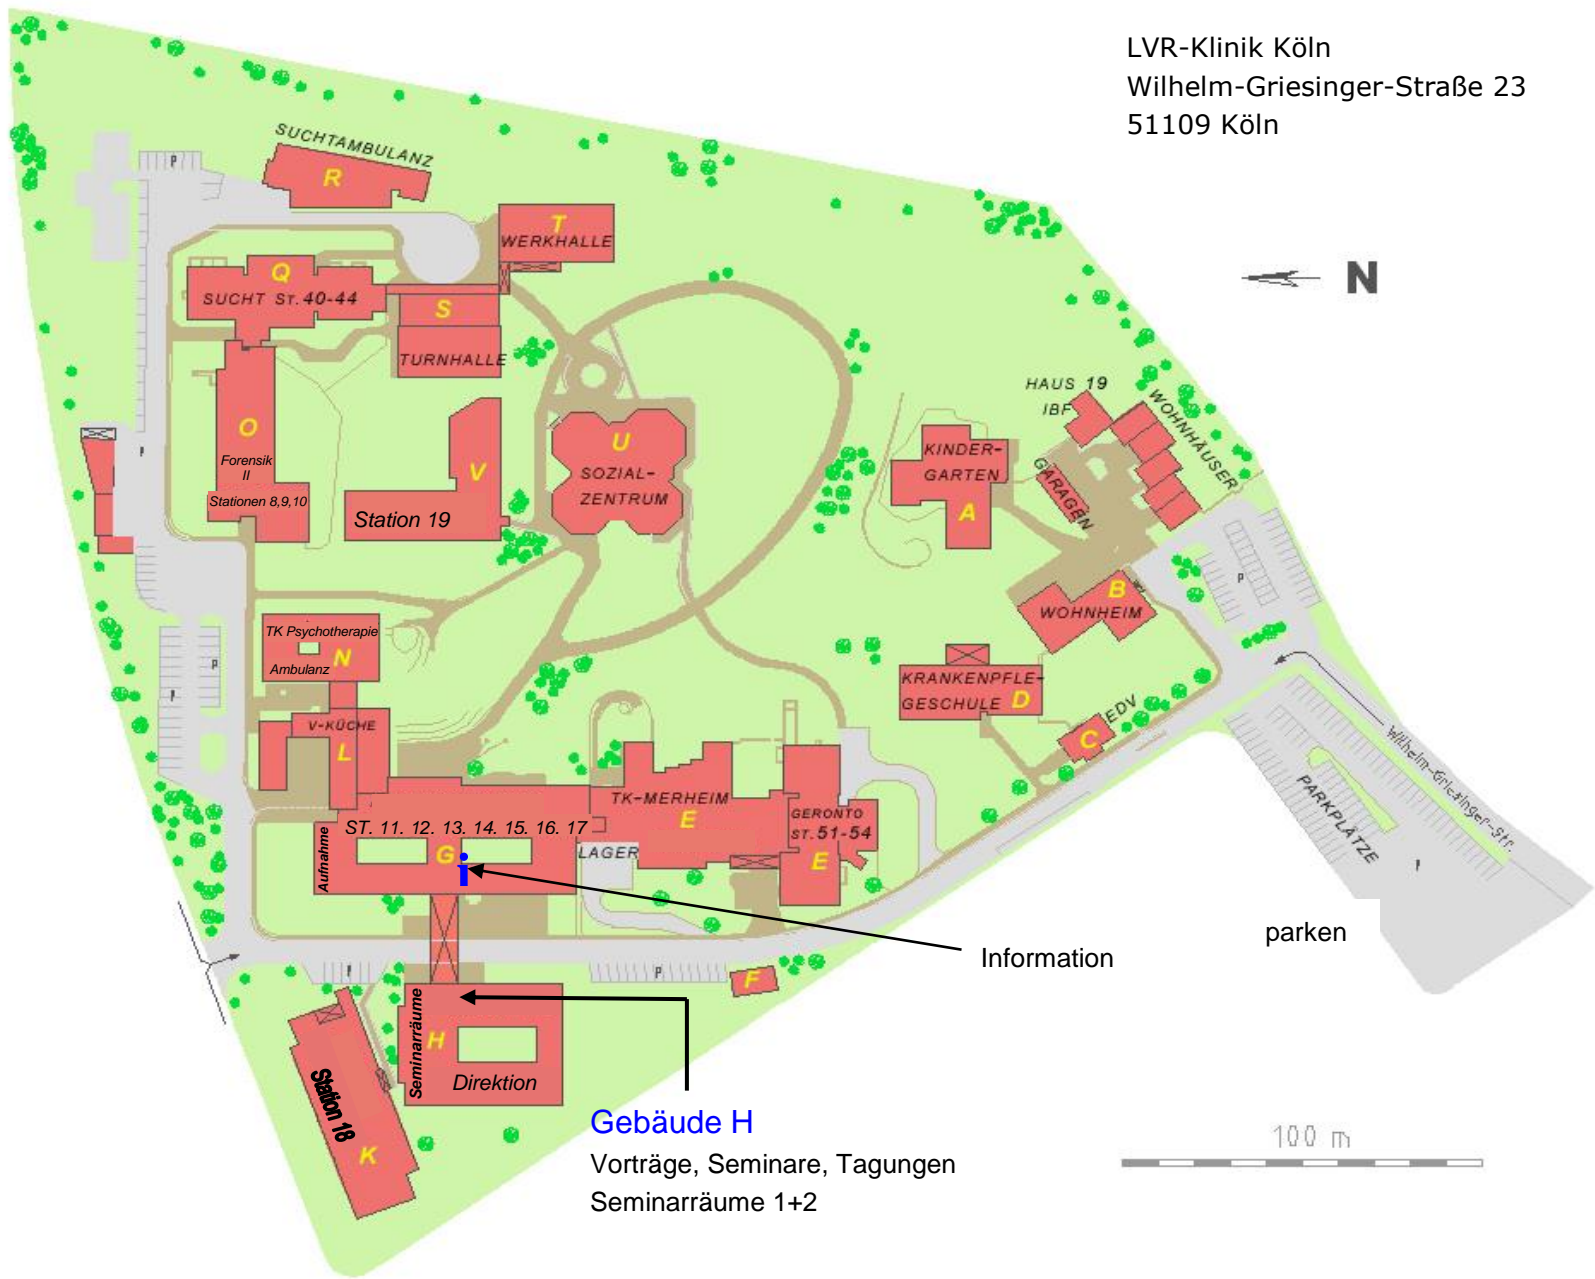 LVR-Klinik Köln
Wilhelm-Griesinger-Straße 23
51109 Köln
N
SUCHTAMBULANZ
R
P
T
WERKHALLE
Q
SUCHT ST. 40-44
S
TURNHALLE
O
Forensik
II
Stationen 8,9,10
V
Station 19
U
SOZIAL-
ZENTRUM
HAUS 19
IBF
WOHNHÄUSER
KINDER-
GARTEN
A
GARAGEN
B
WOHNHEIM
P
P
TK Psychotherapie
N
Ambulanz
P
P
V-KÜCHE
L
KRANKENPFLE-
GESCHULE D
EDV
C
Wilhelm-Griesinger-Str.
PARKPLÄTZE
P
parken
TK-MERHEIM
E
GERONTO
ST. 51-54
E
ST. 11. 12. 13. 14. 15. 16. 17
Aufnahme
G
i
LAGER
Information
P
P
F
Seminarräume
H
Direktion
Station 18
K
Gebäude H
Vorträge, Seminare, Tagungen
Seminarräume 1+2
100 m